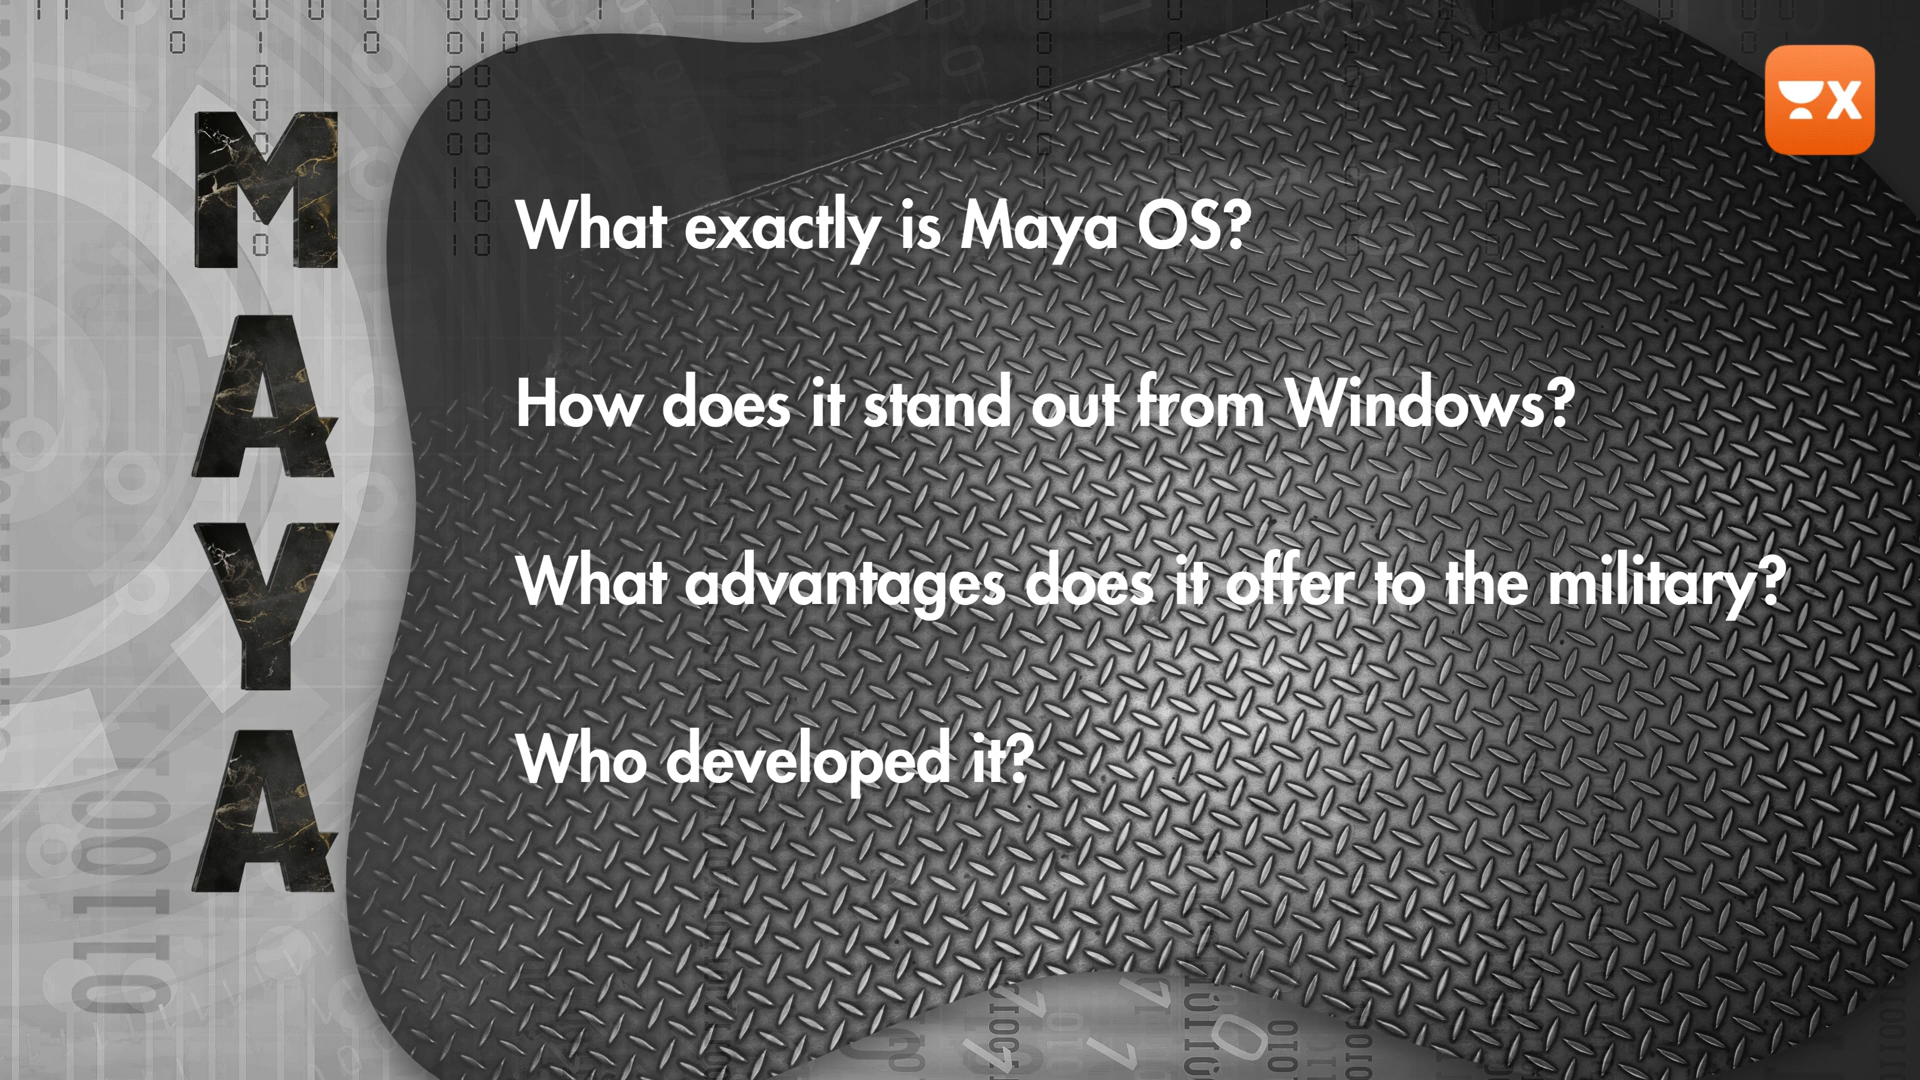 MAYA
X
What exactly is Maya OS?
How does it stand out from Windows?
What advantages does it offer to the military?
Who developed it?